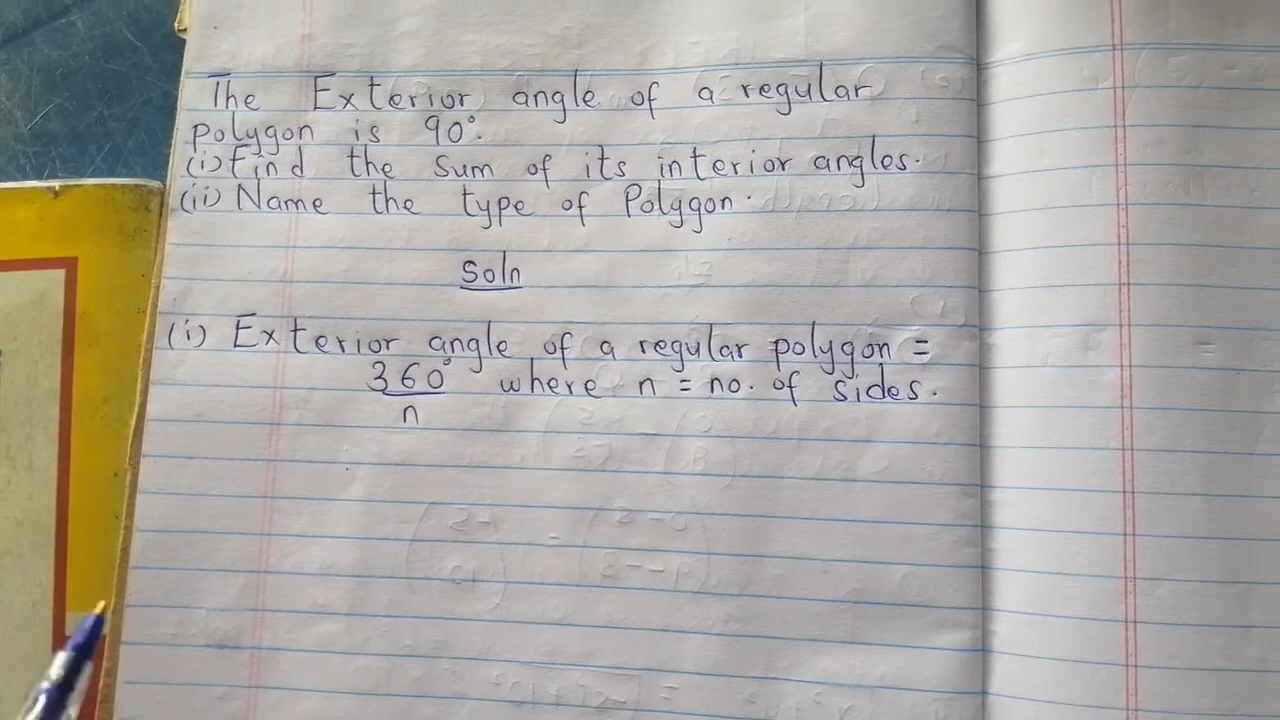 The Exterior angle of a regular
polygon is 90°.
(i) Find the sum of its interior angles.
(ii) Name the type of Polygon.
Soln
(i) Exterior angle of a regular polygon =
360° where n = no. of sides.
n